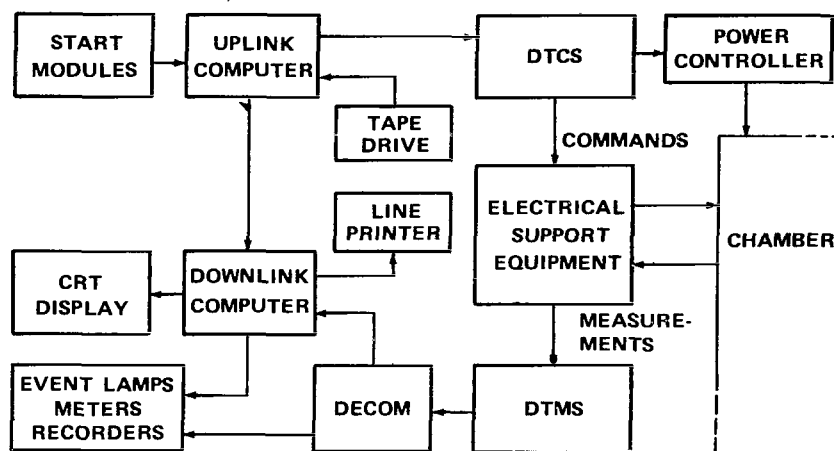 START
MODULES
UPLINK
COMPUTER
DTCS
POWER
CONTROLLER
TAPE
DRIVE
COMMANDS
LINE
PRINTER
ELECTRICAL
SUPPORT
EQUIPMENT
CHAMBER
CRT
DISPLAY
DOWNLINK
COMPUTER
MEASURE-
MENTS
EVENT LAMPS
METERS
RECORDERS
DECOM
DTMS